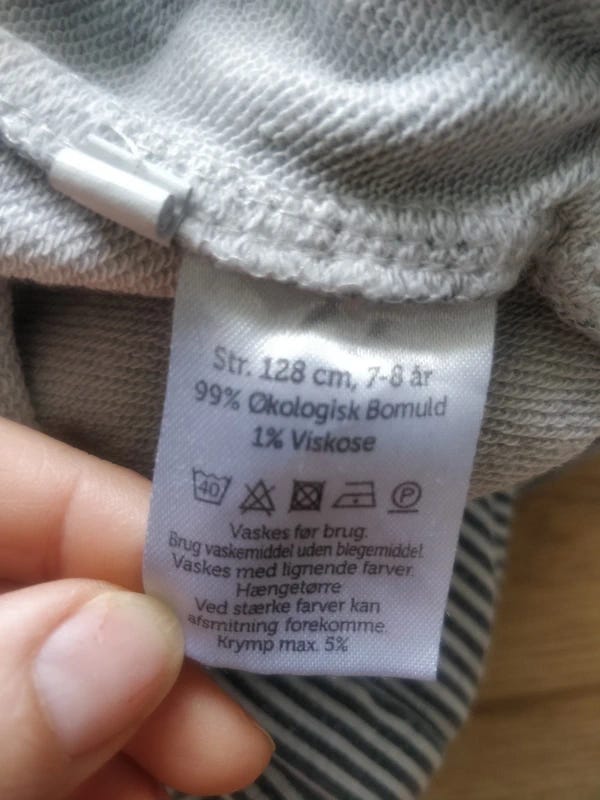 Str. 128 cm, 7-8 år
99% Økologisk Bomuld
1% Viskose
40 P
Vaskes før brug.
Brug vaskemiddel uden blegemiddel.
Vaskes med lignende farver.
Hængetørre
Ved stærke farver kan
afsmitning forekomme.
Krymp max. 5%